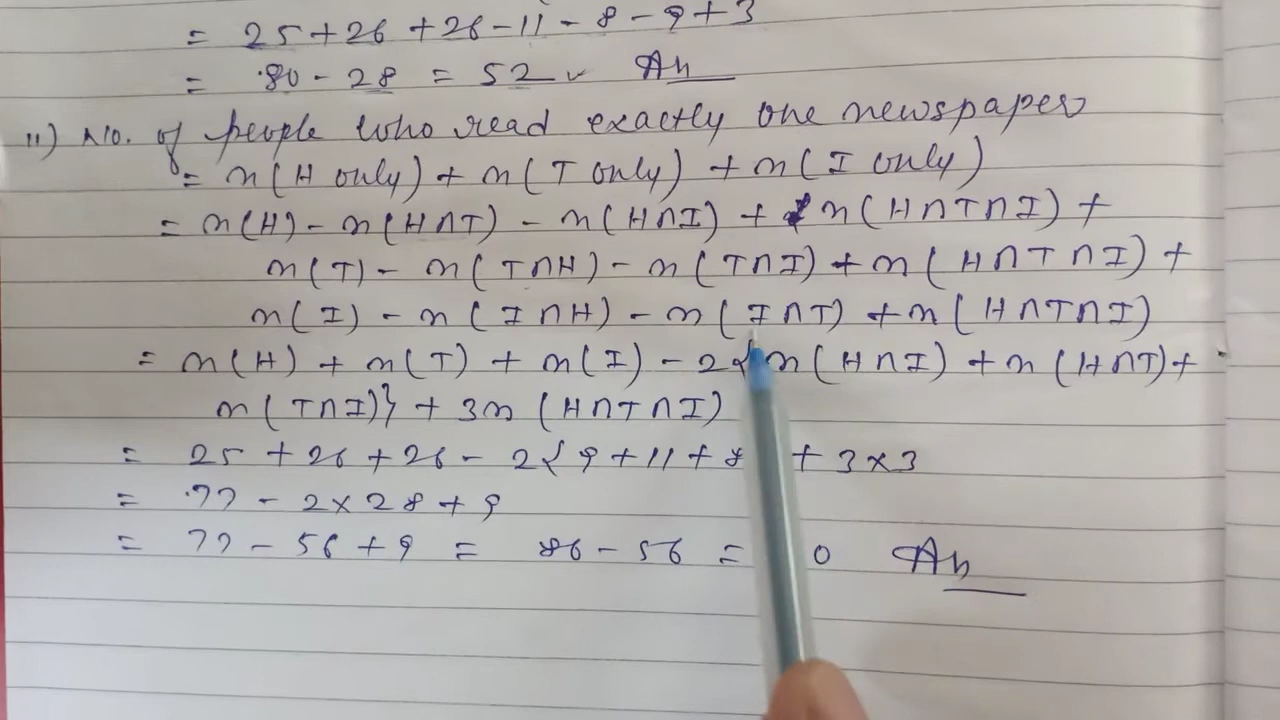 = 25+26+26-11-8-9+3
= 80-28 = 52 Ans
ii) No. of people who read exactly one newspaper
= n(H only) + n(T only) + n(I only)
= n(H) - n(H∩T) - n(H∩I) + n(H∩T∩I) +
n(T) - n(T∩H) - n(T∩I) + n(H∩T∩I) +
n(I) - n(I∩H) - n(I∩T) + n(H∩T∩I)
= n(H) + n(T) + n(I) - 2{n(H∩I) + n(H∩T) +
n(T∩I)} + 3n(H∩T∩I)
= 25+26+26-2{9+11+8 + 3×3
= 77 - 2×28+9
= 77-56+9 = 86-56 = 0 Ans